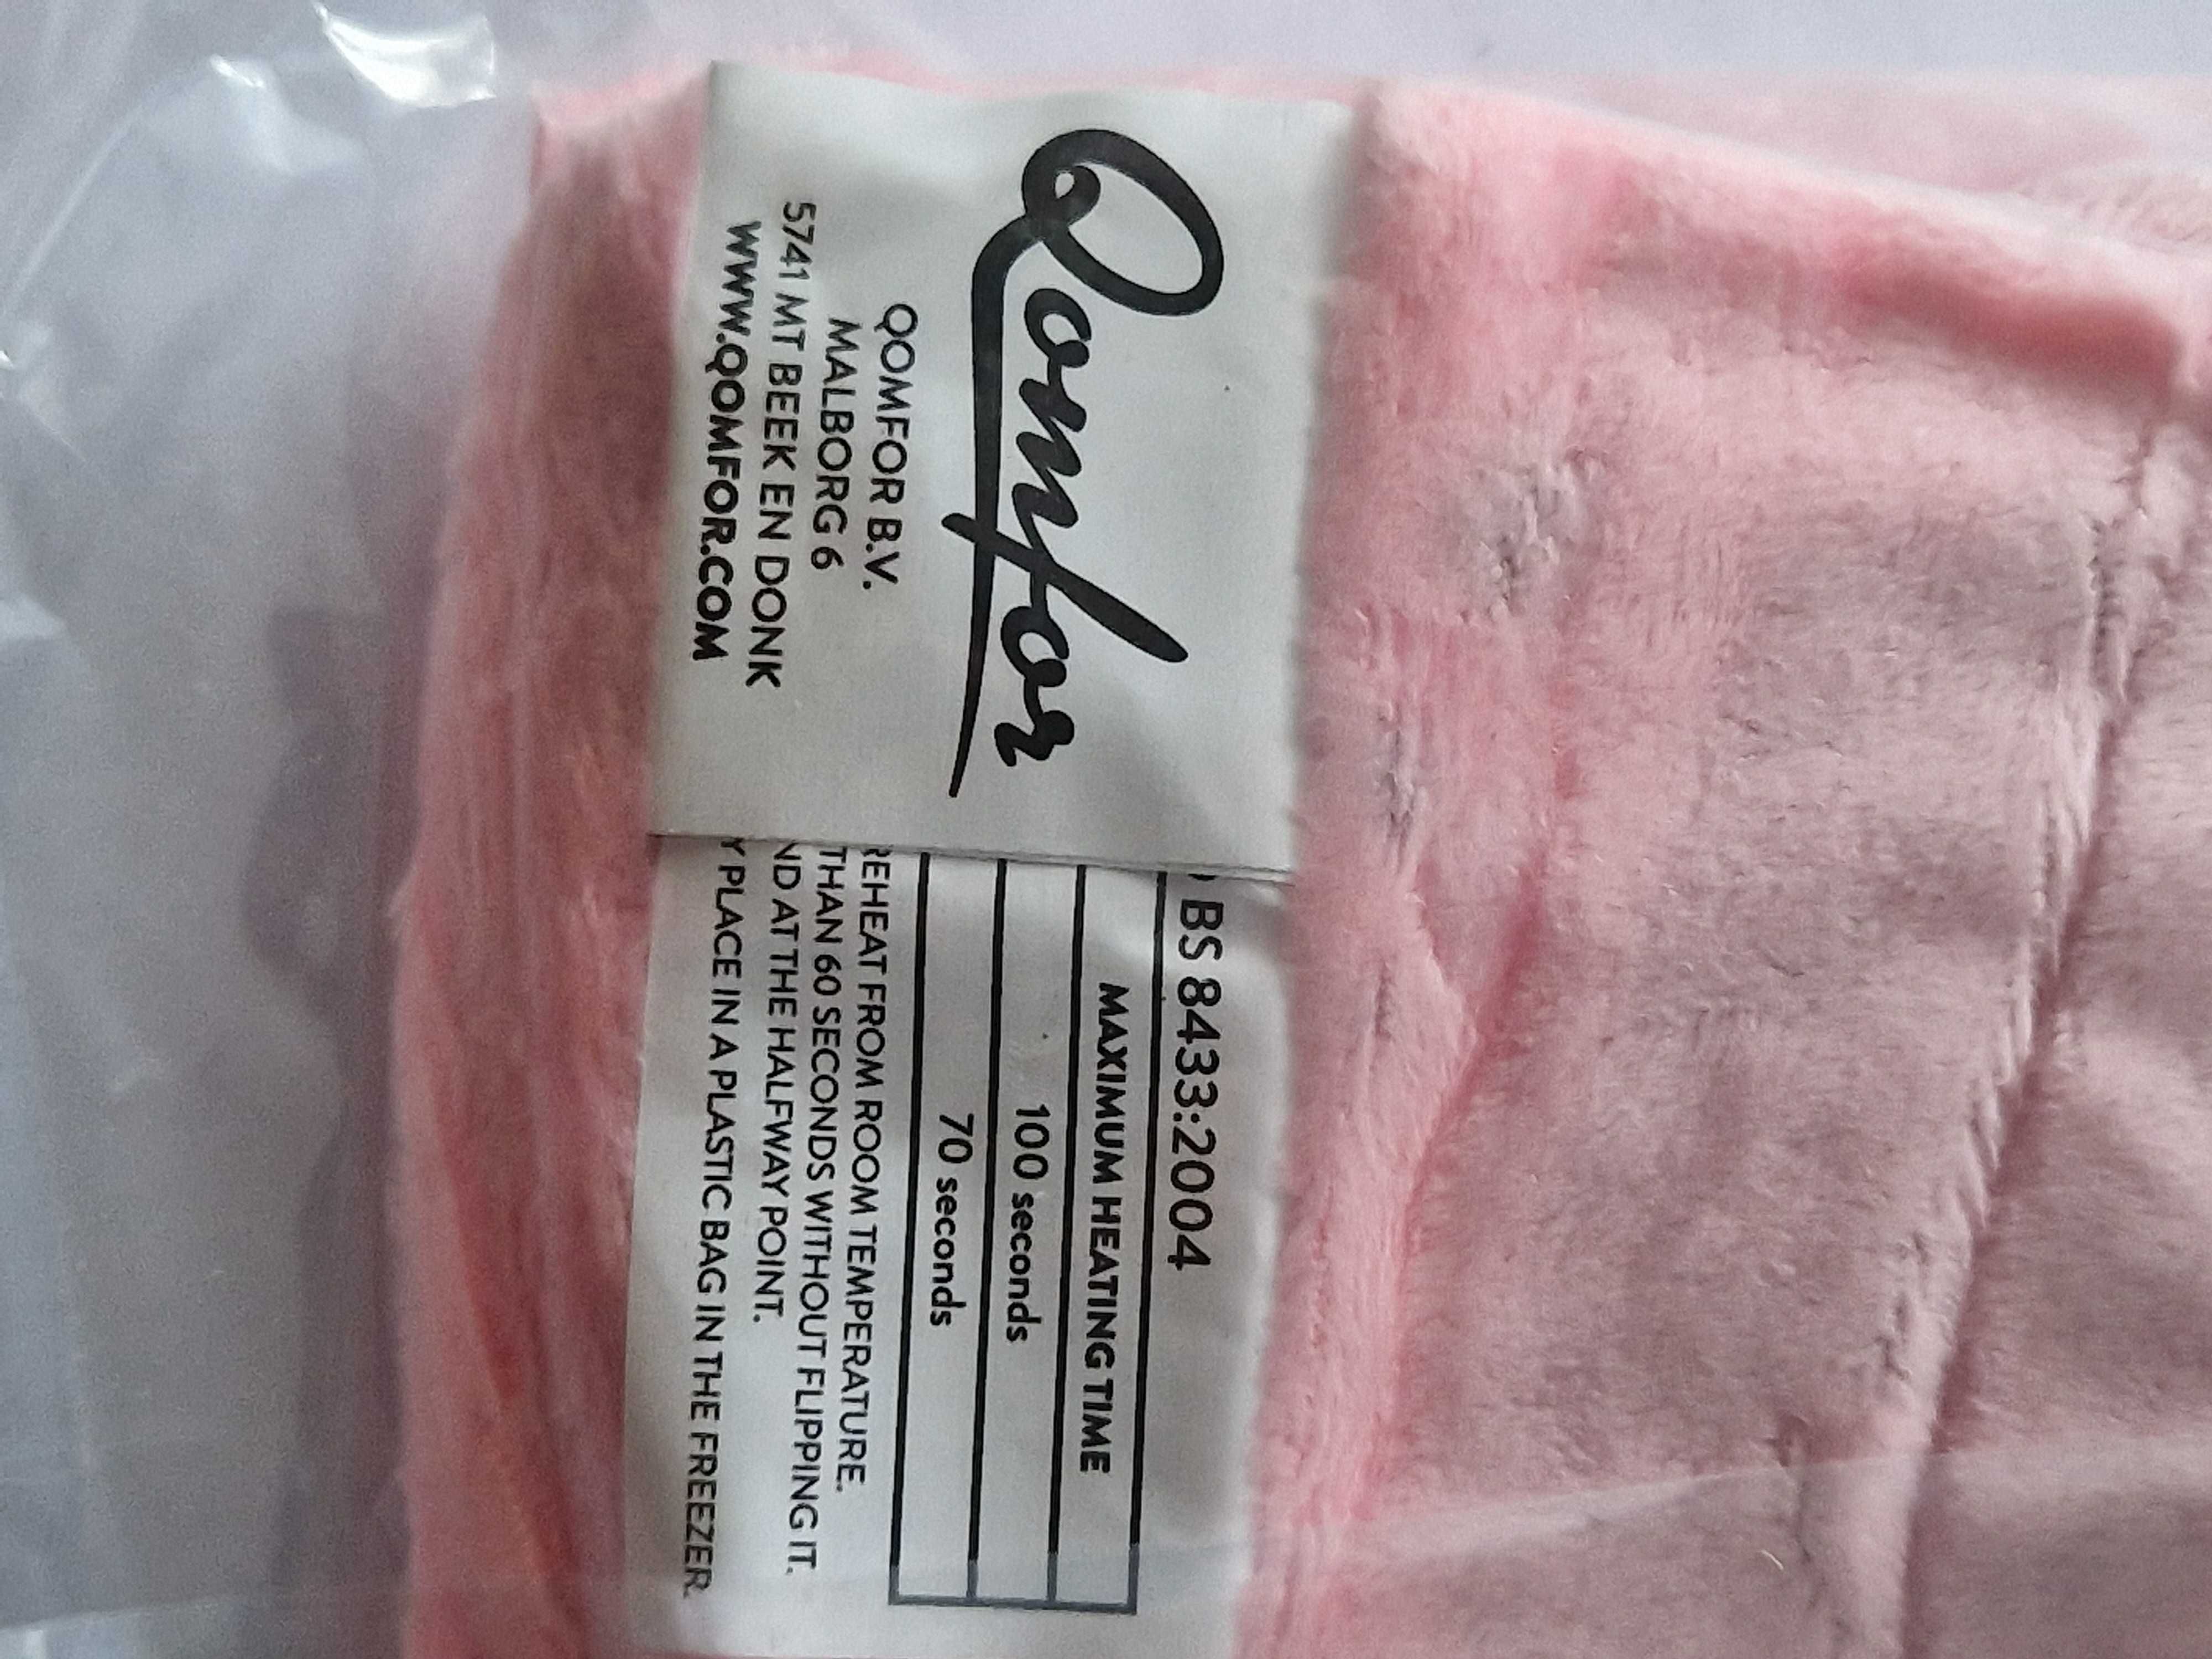 Qomfor
QOMFOR B.V.
MALBORG 6
5741 MT BEEK EN DONK
WWW.QOMFOR.COM
BS 8433:2004
MAXIMUM HEATING TIME
100 seconds
70 seconds
REHEAT FROM ROOM TEMPERATURE.
THAN 60 SECONDS WITHOUT FLIPPING IT.
ND AT THE HALFWAY POINT.
Y PLACE IN A PLASTIC BAG IN THE FREEZER.